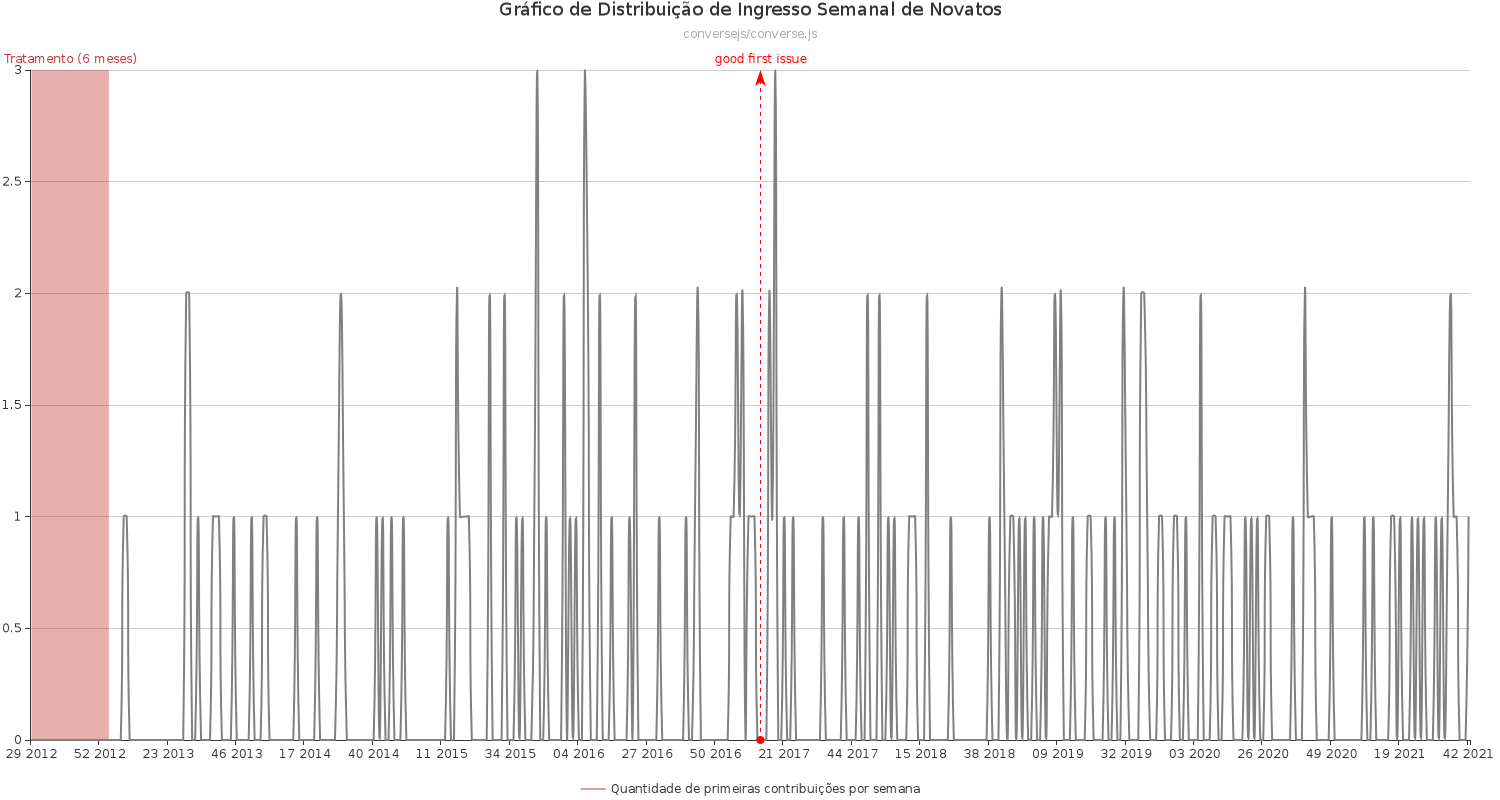 Gráfico de Distribuição de Ingresso Semanal de Novatos
conversejs/converse.js
Tratamento (6 meses)
good first issue
3
2.5
2
1.5
1
0.5
0
29 2012 52 2012 23 2013 46 2013 17 2014 40 2014 11 2015 34 2015 04 2016 27 2016 50 2016 21 2017 44 2017 15 2018 38 2018 09 2019 32 2019 03 2020 26 2020 49 2020 19 2021 42 2021
Quantidade de primeiras contribuições por semana